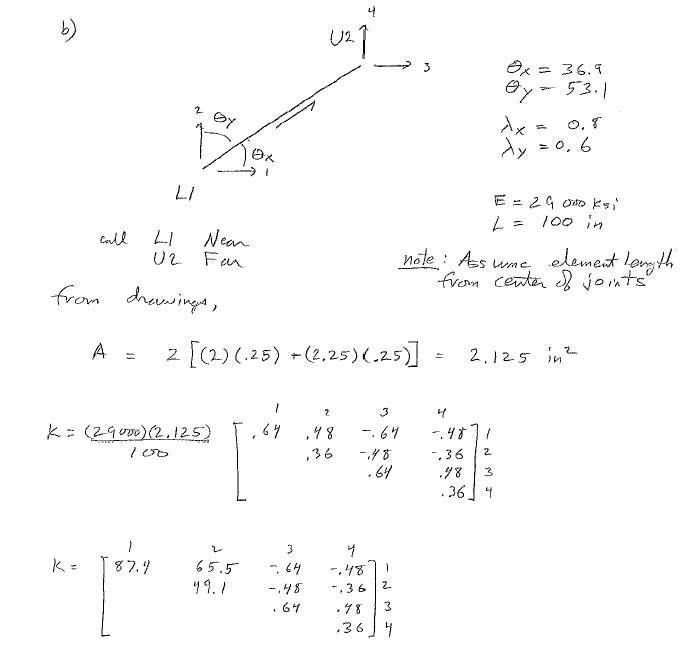 b)
4
U2
3
2
θy
θx
1
L1
θx = 36.9
θy = 53.1
λx = 0.8
λy = 0.6
E = 29 000 ksi
L = 100 in
call L1 Near
U2 Far
note: Assume element length
from center of joints
from drawings,
A = 2 [(2)(.25) + (2.25)(.25)] = 2.125 in²
1 2 3 4
K = (29000)(2.125) / 100 [ .64 .48 -.64 -.48 ] 1
.36 -.48 -.36 2
.64 .48 3
.36 4
1 2 3 4
K = [ 87.4 65.5 -.64 -.48 ] 1
49.1 -.48 -.36 2
.64 .48 3
.36 4